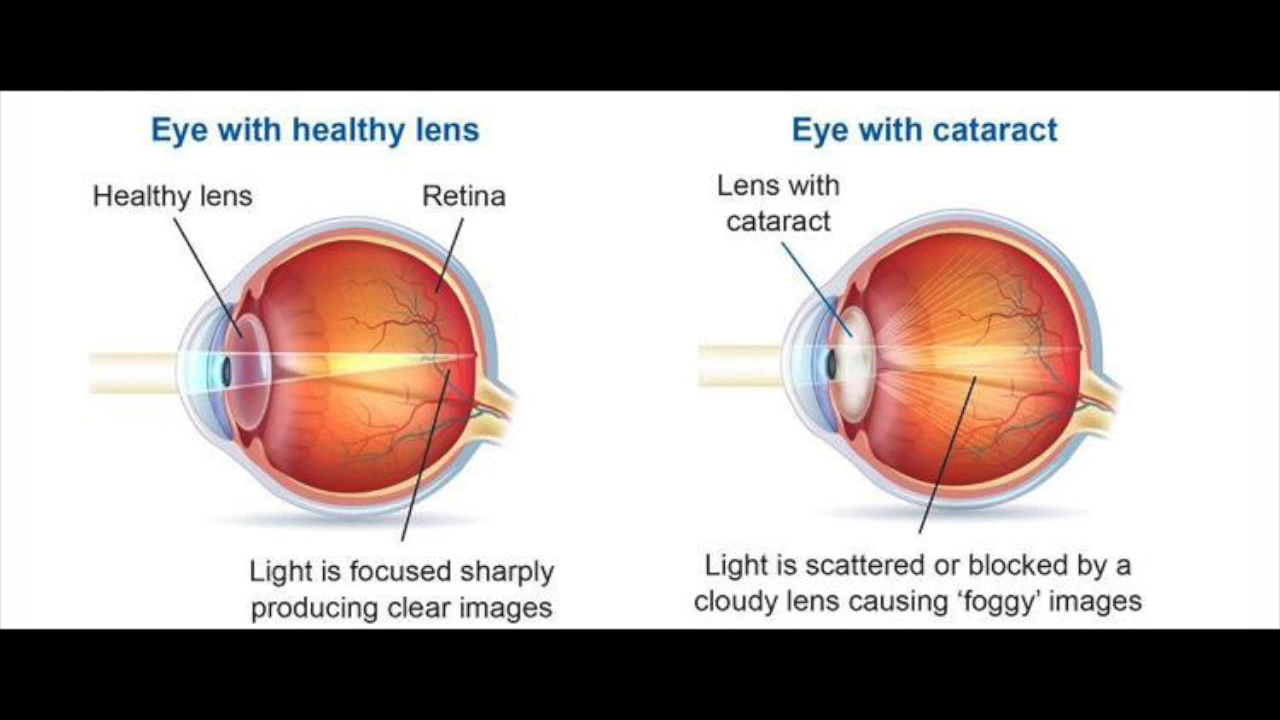 Eye with healthy lens
Healthy lens
Retina
Light is focused sharply
producing clear images
Eye with cataract
Lens with
cataract
Light is scattered or blocked by a
cloudy lens causing ‘foggy’ images